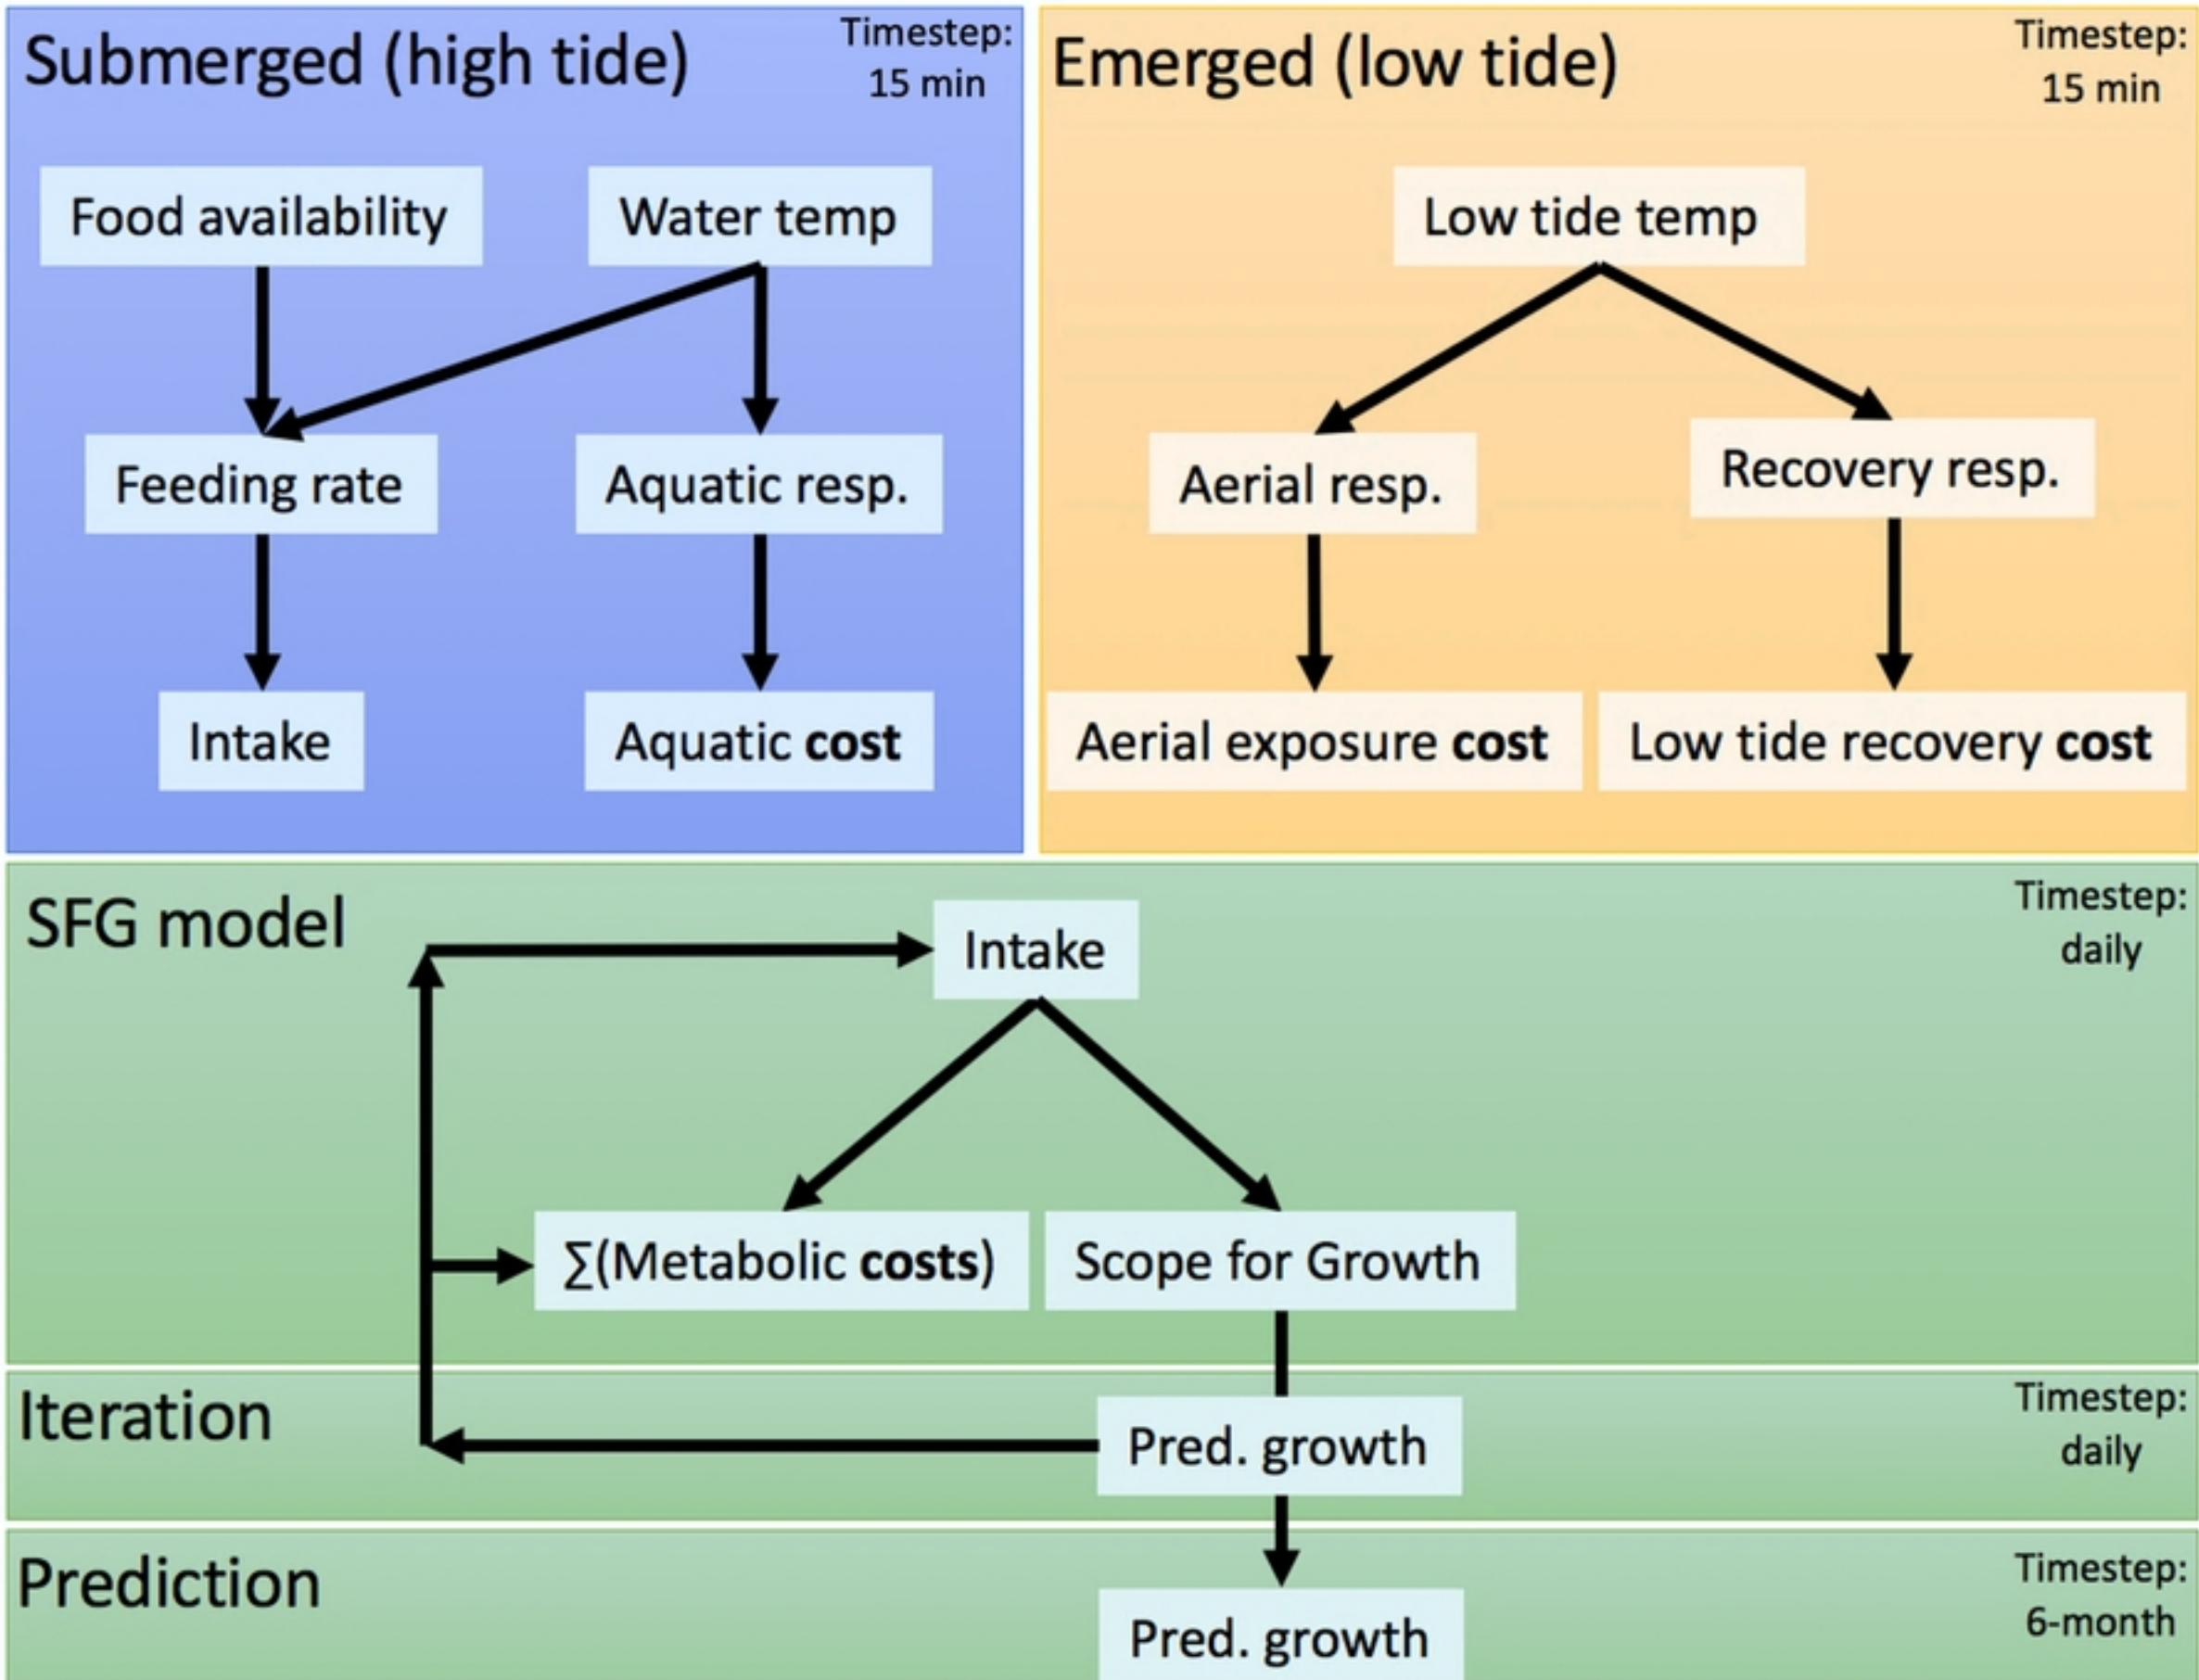 Submerged (high tide)
Timestep:
15 min
Food availability
Water temp
Feeding rate
Aquatic resp.
Intake
Aquatic cost
Emerged (low tide)
Timestep:
15 min
Low tide temp
Aerial resp.
Recovery resp.
Aerial exposure cost
Low tide recovery cost
SFG model
Timestep:
daily
Intake
∑(Metabolic costs)
Scope for Growth
Iteration
Timestep:
daily
Pred. growth
Prediction
Timestep:
6-month
Pred. growth